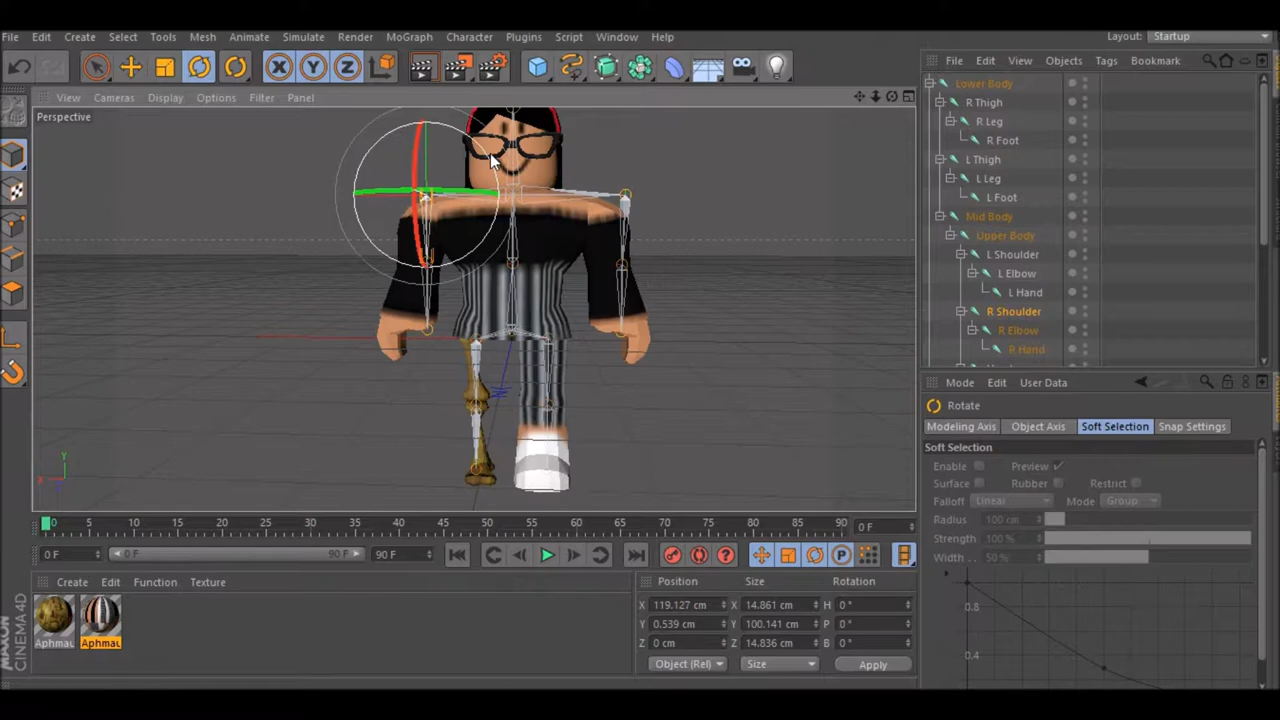 File Edit Create Select Tools Mesh Animate Simulate Render MoGraph Character Plugins Script Window Help Layout: Startup
X Y Z
File Edit View Objects Tags Bookmark
View Cameras Display Options Filter Panel
Perspective
Lower Body
R Thigh
R Leg
R Foot
L Thigh
L Leg
L Foot
Mid Body
Upper Body
L Shoulder
L Elbow
L Hand
R Shoulder
R Elbow
R Hand
Mode Edit User Data
Rotate
Modeling Axis Object Axis Soft Selection Snap Settings
Soft Selection
Enable Preview
Surface Rubber Restrict
Falloff Linear Mode Group
Radius 100 cm
Strength 100 %
Width . . 50 %
0.8
0.4
Y
X
0 5 10 15 20 25 30 35 40 45 50 55 60 65 70 75 80 85 90 0 F
0 F 0 F 90 F 90 F
P
Create Edit Function Texture
Position Size Rotation
X 119.127 cm X 14.861 cm H 0 °
Y 0.539 cm Y 100.141 cm P 0 °
Z 0 cm Z 14.836 cm B 0 °
Object (Rel) Size Apply
Aphmau Aphmau
MAXON
CINEMA 4D